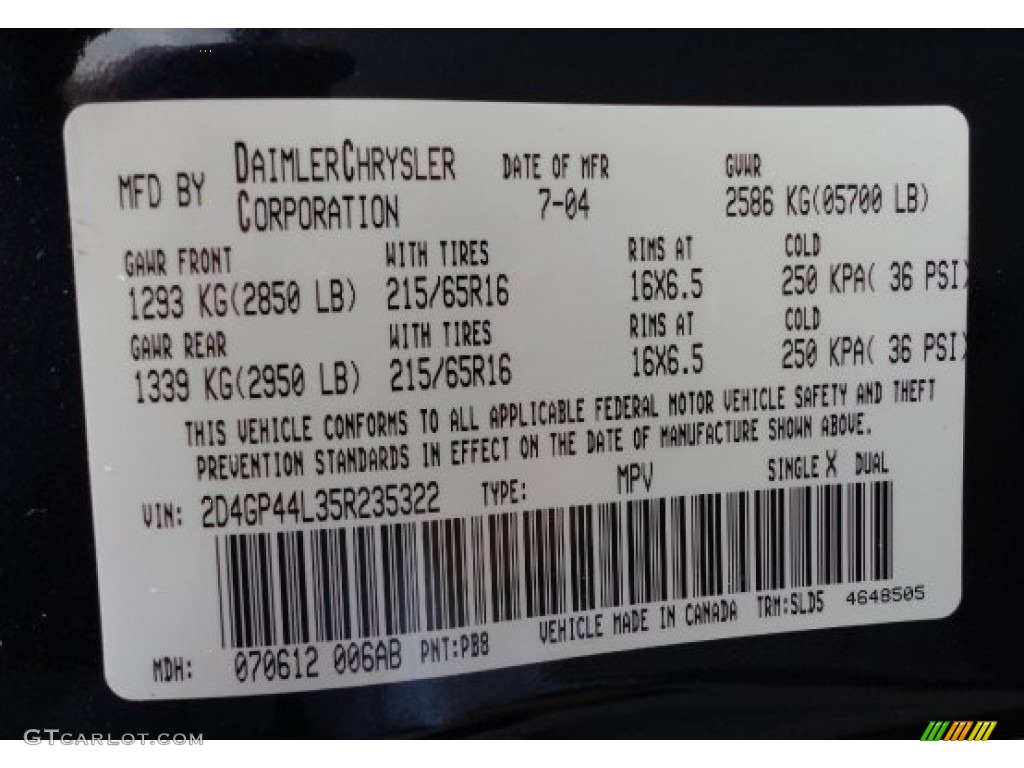 MFD BY DAIMLERCHRYSLER CORPORATION DATE OF MFR 7-04 GVWR 2586 KG(05700 LB)
GAWR FRONT WITH TIRES RIMS AT COLD
1293 KG(2850 LB) 215/65R16 16X6.5 250 KPA( 36 PSI)
GAWR REAR WITH TIRES RIMS AT COLD
1339 KG(2950 LB) 215/65R16 16X6.5 250 KPA( 36 PSI)
THIS VEHICLE CONFORMS TO ALL APPLICABLE FEDERAL MOTOR VEHICLE SAFETY AND THEFT
PREVENTION STANDARDS IN EFFECT ON THE DATE OF MANUFACTURE SHOWN ABOVE.
VIN: 2D4GP44L35R235322 TYPE: MPV SINGLE X DUAL
MDH: 070612 006AB PNT:PB8 VEHICLE MADE IN CANADA TRM:SLD5 4648505
GTCARLOT.COM